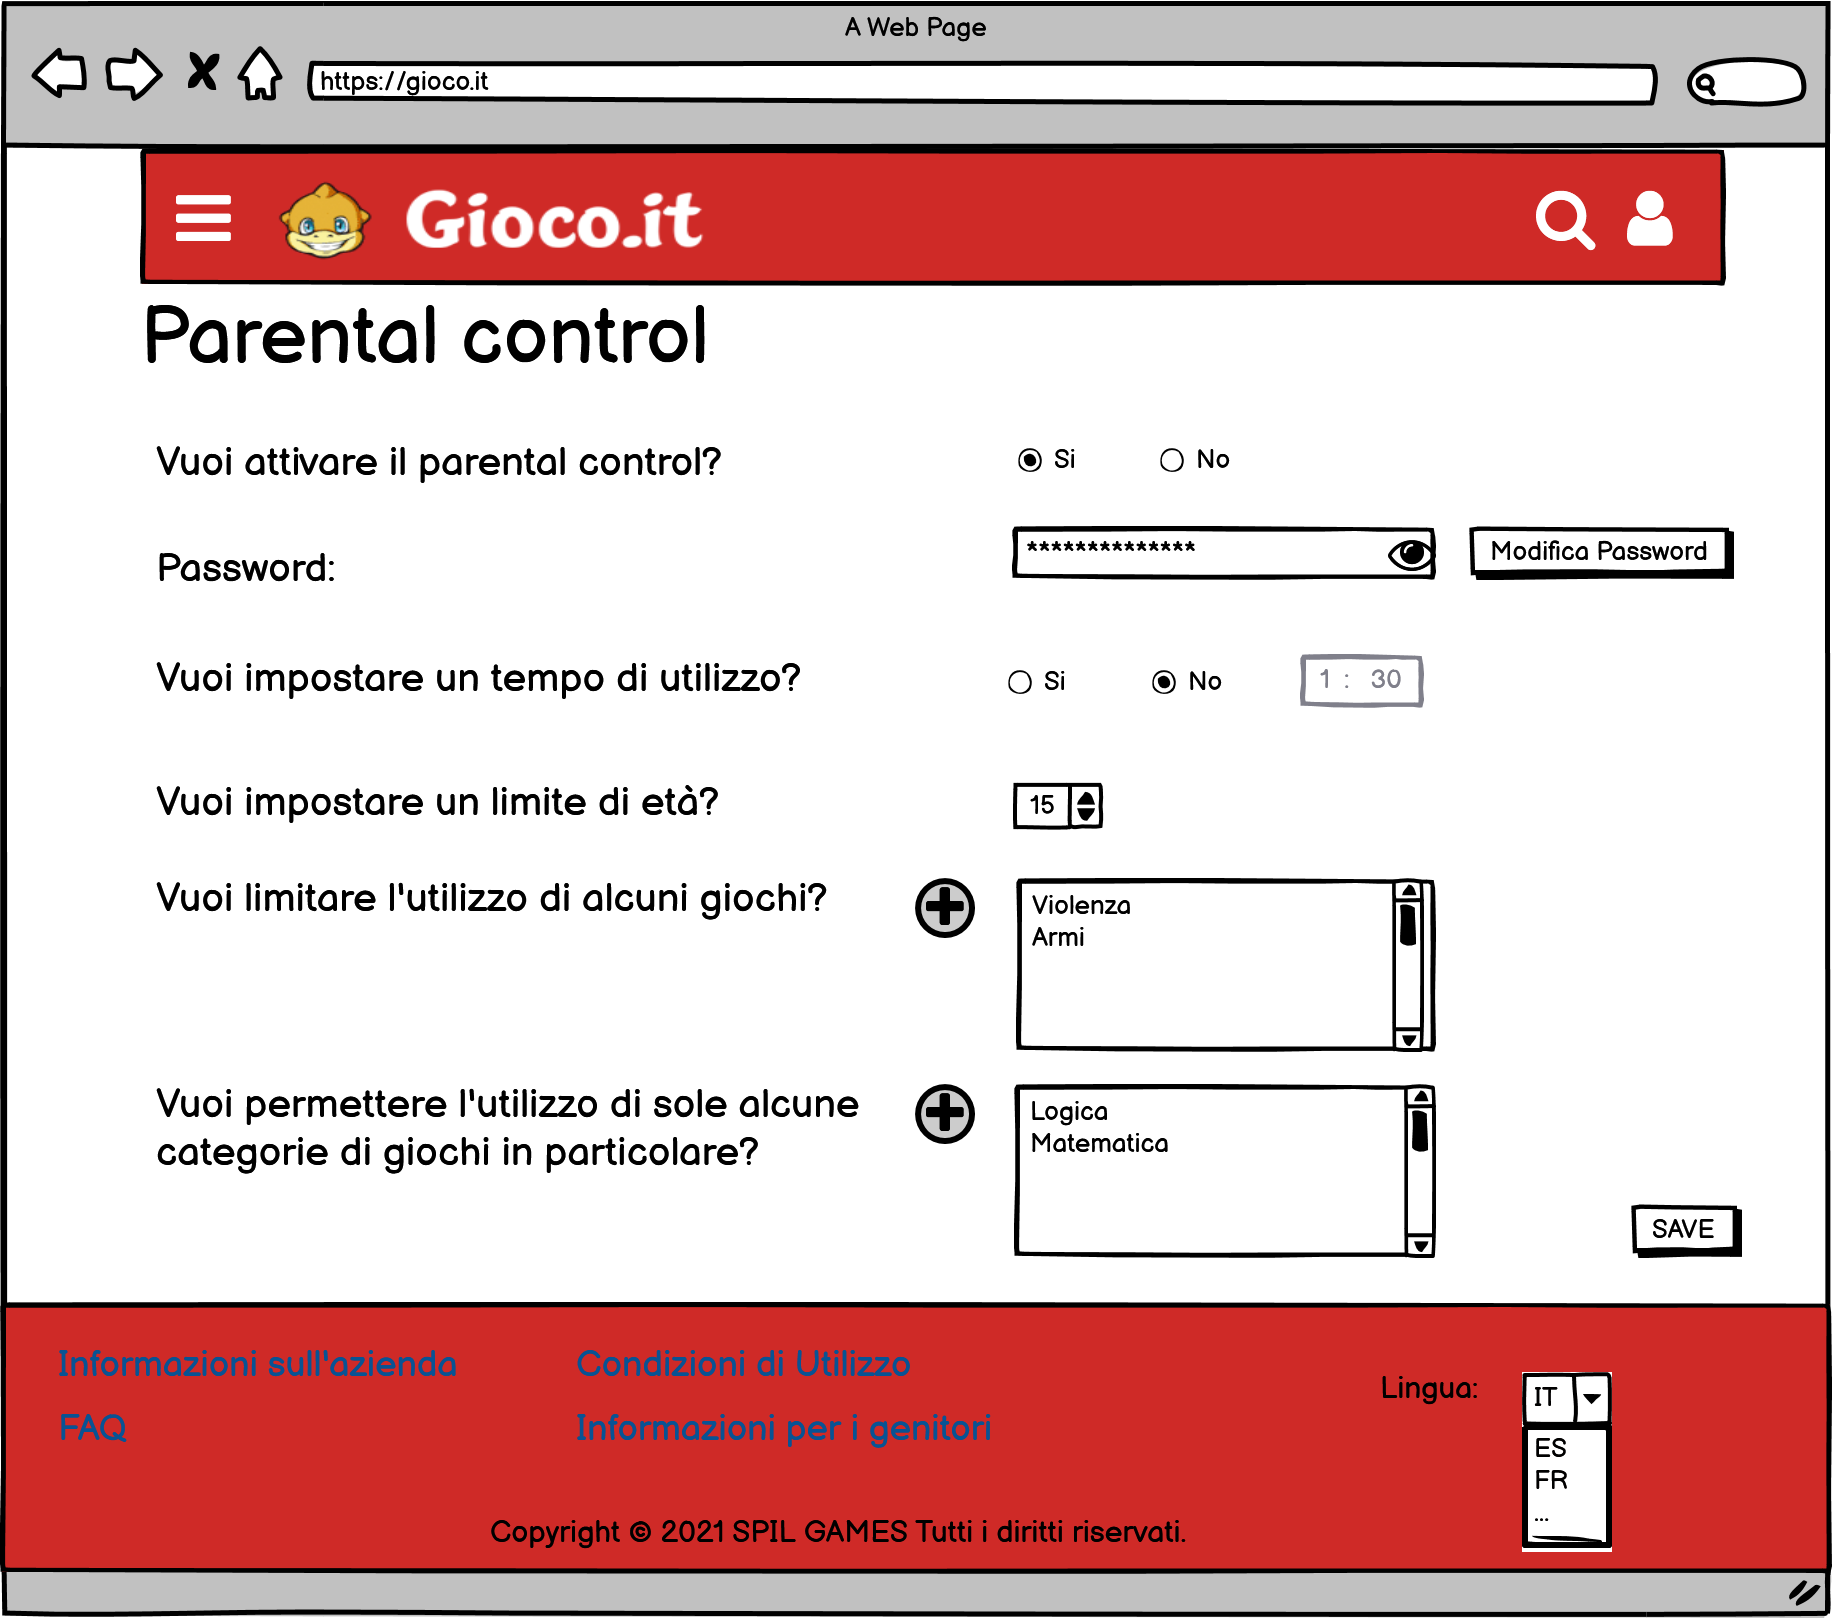 A Web Page
https://gioco.it
Gioco.it
Parental control
Vuoi attivare il parental control?
Si
No
Password:
**************
Modifica Password
Vuoi impostare un tempo di utilizzo?
Si
No
1 : 30
Vuoi impostare un limite di età?
15
Vuoi limitare l'utilizzo di alcuni giochi?
Violenza
Armi
Vuoi permettere l'utilizzo di sole alcune
categorie di giochi in particolare?
Logica
Matematica
SAVE
Informazioni sull'azienda
Condizioni di Utilizzo
Lingua:
IT
FAQ
Informazioni per i genitori
ES
FR
...
Copyright © 2021 SPIL GAMES Tutti i diritti riservati.